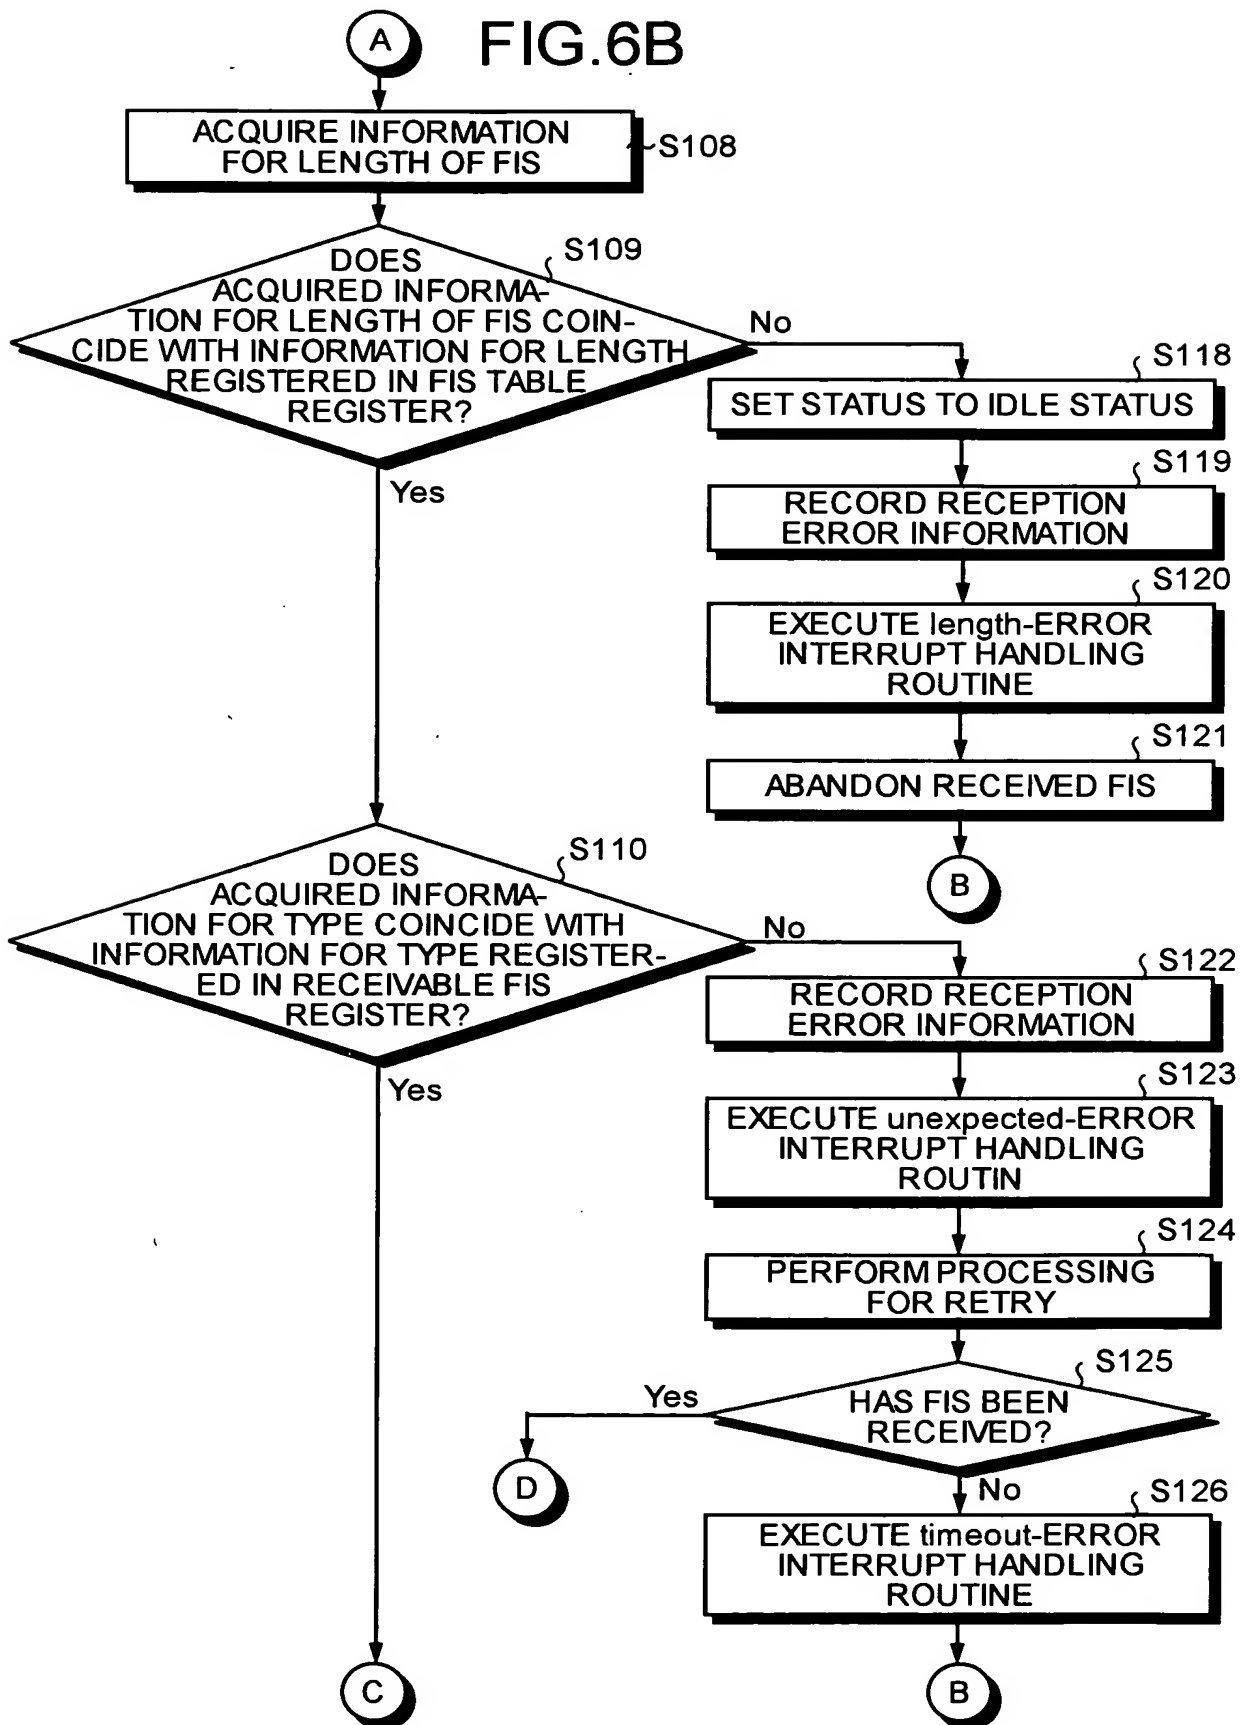 A
FIG.6B
ACQUIRE INFORMATION
FOR LENGTH OF FIS
S108
S109
DOES
ACQUIRED INFORMA-
TION FOR LENGTH OF FIS COIN-
CIDE WITH INFORMATION FOR LENGTH
REGISTERED IN FIS TABLE
REGISTER?
No
Yes
S118
SET STATUS TO IDLE STATUS
S119
RECORD RECEPTION
ERROR INFORMATION
S120
EXECUTE length-ERROR
INTERRUPT HANDLING
ROUTINE
S121
ABANDON RECEIVED FIS
B
S110
DOES
ACQUIRED INFORMA-
TION FOR TYPE COINCIDE WITH
INFORMATION FOR TYPE REGISTER-
ED IN RECEIVABLE FIS
REGISTER?
No
Yes
S122
RECORD RECEPTION
ERROR INFORMATION
S123
EXECUTE unexpected-ERROR
INTERRUPT HANDLING
ROUTIN
S124
PERFORM PROCESSING
FOR RETRY
S125
HAS FIS BEEN
RECEIVED?
Yes
D
No
S126
EXECUTE timeout-ERROR
INTERRUPT HANDLING
ROUTINE
C
B